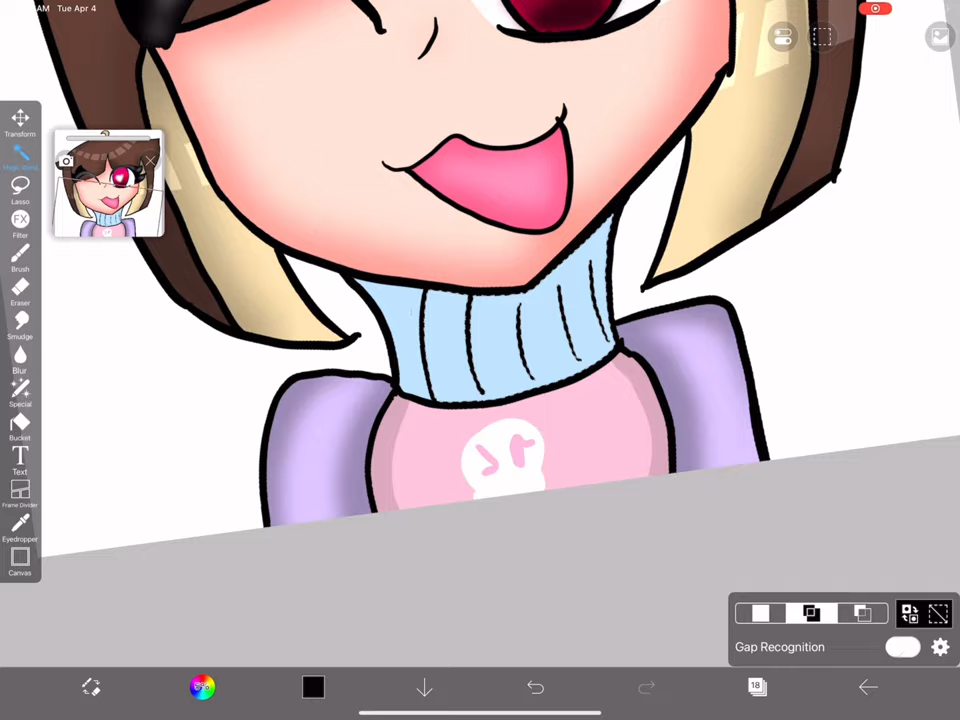 AM Tue Apr 4
Transform
Magic Wand
Lasso
FX
Filter
Brush
Eraser
Smudge
Blur
Special
Bucket
T
Text
Frame Divider
Eyedropper
Canvas
Gap Recognition
18